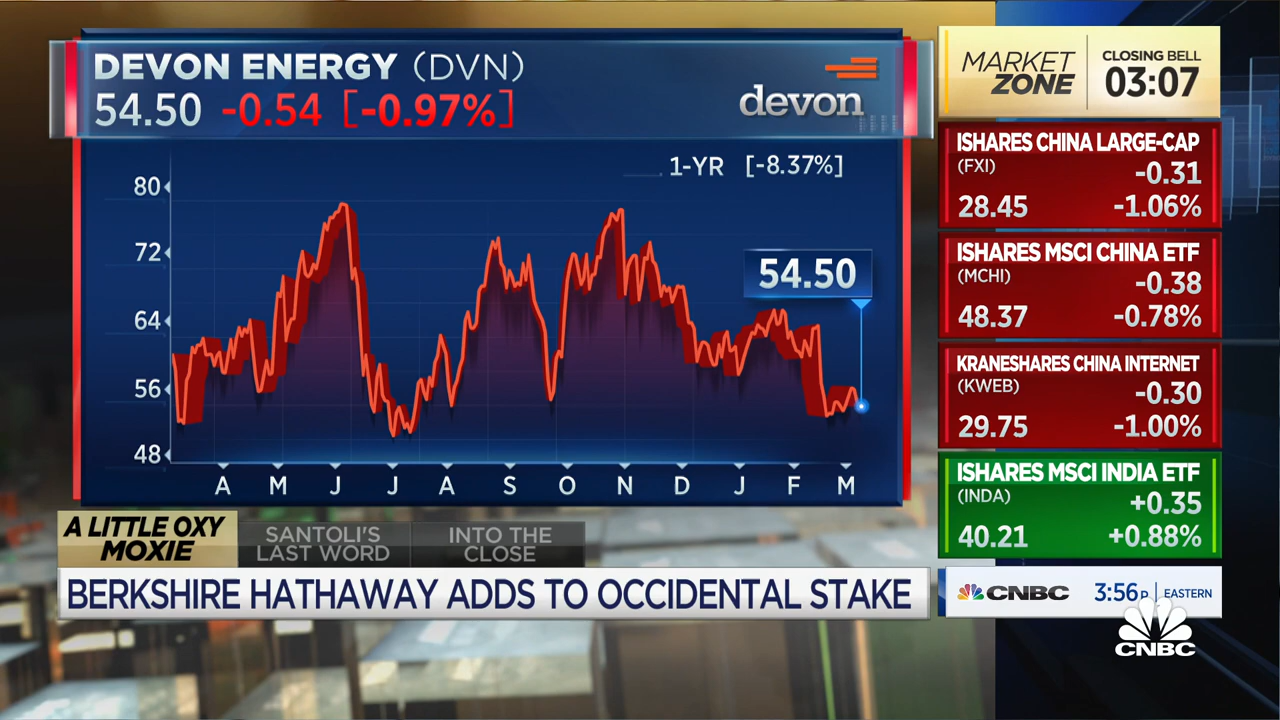 DEVON ENERGY (DVN)
54.50 -0.54 [-0.97%]
devon
1-YR [-8.37%]
80
72
64
56
48
54.50
A M J J A S O N D J F M
MARKET
ZONE
CLOSING BELL
03:07
ISHARES CHINA LARGE-CAP
(FXI)
-0.31
28.45
-1.06%
ISHARES MSCI CHINA ETF
(MCHI)
-0.38
48.37
-0.78%
KRANESHARES CHINA INTERNET
(KWEB)
-0.30
29.75
-1.00%
ISHARES MSCI INDIA ETF
(INDA)
+0.35
40.21
+0.88%
A LITTLE OXY
MOXIE
SANTOLI'S
LAST WORD
INTO THE
CLOSE
BERKSHIRE HATHAWAY ADDS TO OCCIDENTAL STAKE
CNBC
3:56P EASTERN
CNBC